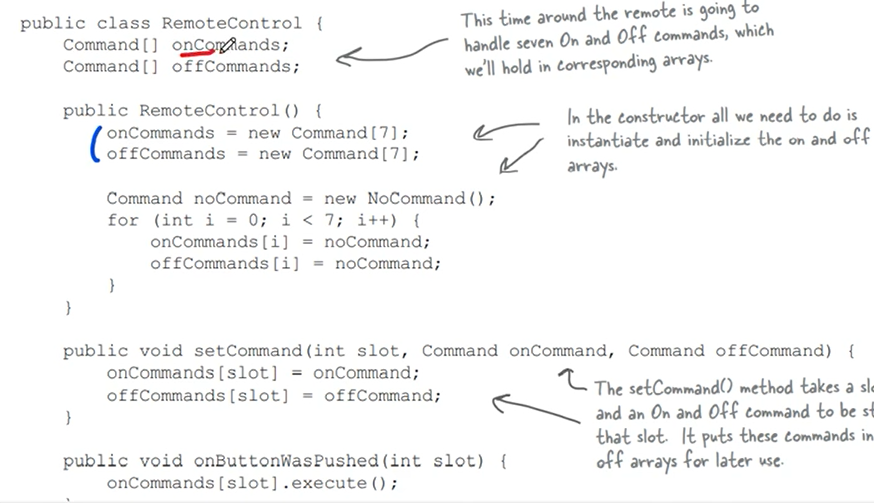 public class RemoteControl {
Command[] onCommands;
Command[] offCommands;
This time around the remote is going to
handle seven On and Off commands, which
we'll hold in corresponding arrays.
public RemoteControl() {
onCommands = new Command[7];
offCommands = new Command[7];
In the constructor all we need to do is
instantiate and initialize the on and off
arrays.
Command noCommand = new NoCommand();
for (int i = 0; i < 7; i++) {
onCommands[i] = noCommand;
offCommands[i] = noCommand;
}
}
public void setCommand(int slot, Command onCommand, Command offCommand) {
onCommands[slot] = onCommand;
offCommands[slot] = offCommand;
}
The setCommand() method takes a
and an On and Off command to be
that slot. It puts these commands in
off arrays for later use.
public void onButtonWasPushed(int slot) {
onCommands[slot].execute();